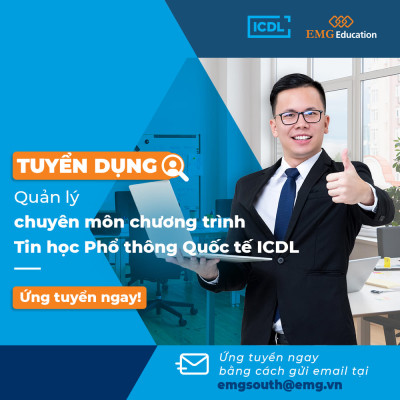 ICDL
EMG Education
TUYỂN DỤNG
Quản lý
chuyên môn chương trình
Tin học Phổ thông Quốc tế ICDL
Ứng tuyển ngay!
Ứng tuyển ngay
bằng cách gửi email tại
emgsouth@emg.vn